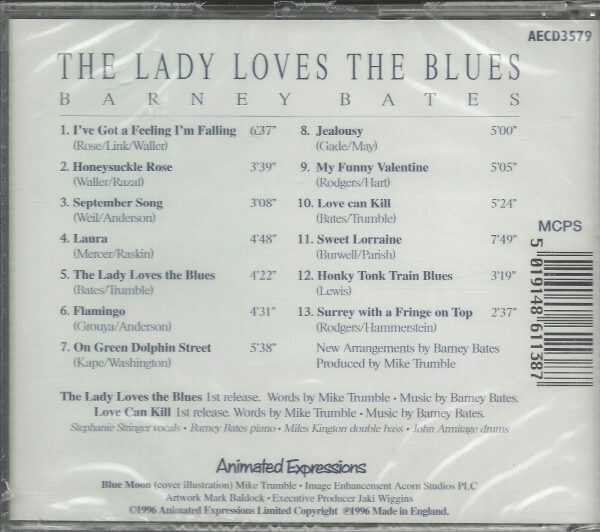 AECD3579
THE LADY LOVES THE BLUES
BARNEY BATES
1. I've Got a Feeling I'm Falling 6'37"
(Rose/Link/Waller)
2. Honeysuckle Rose 3'39"
(Waller/Razaf)
3. September Song 3'08"
(Weil/Anderson)
4. Laura 4'48"
(Mercer/Raskin)
5. The Lady Loves the Blues 4'22"
(Bates/Trumble)
6. Flamingo 4'31"
(Grouya/Anderson)
7. On Green Dolphin Street 5'38"
(Kape/Washington)
8. Jealousy 5'00"
(Gade/May)
9. My Funny Valentine 5'05"
(Rodgers/Hart)
10. Love can Kill 5'24"
(Bates/Trumble)
11. Sweet Lorraine 7'49"
(Burwell/Parish)
12. Honky Tonk Train Blues 3'19"
(Lewis)
13. Surrey with a Fringe on Top 2'37"
(Rodgers/Hammerstein)
New Arrangements by Barney Bates
Produced by Mike Trumble
MCPS
5 019148 611387
The Lady Loves the Blues 1st release. Words by Mike Trumble • Music by Barney Bates.
Love Can Kill 1st release. Words by Mike Trumble • Music by Barney Bates.
Stephanie Stringer vocals • Barney Bates piano • Miles Kington double bass • John Armitage drums
Animated Expressions
Blue Moon (cover illustration) Mike Trumble • Image Enhancement Acorn Studios PLC
Artwork Mark Baldock • Executive Producer Jaki Wiggins
©1996 Animated Expressions Limited Copyright ℗1996 Made in England.